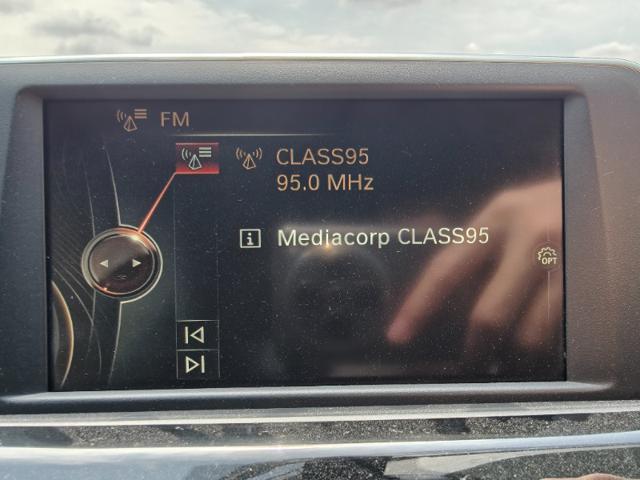 FM
CLASS95
95.0 MHz
i Mediacorp CLASS95
OPT